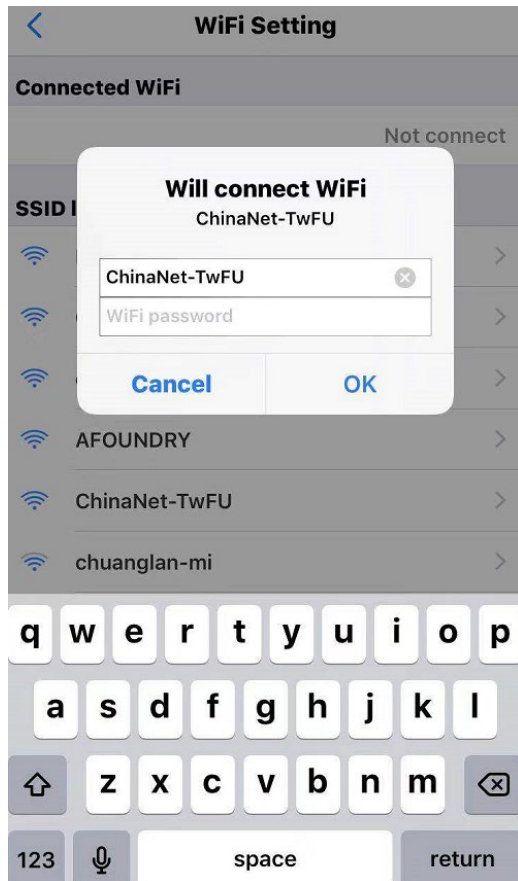 WiFi Setting
Connected WiFi
Not connect
SSID
Will connect WiFi
ChinaNet-TwFU
ChinaNet-TwFU
WiFi password
Cancel
OK
AFOUNDRY
ChinaNet-TwFU
chuanglan-mi
q w e r t y u i o p
a s d f g h j k l
z x c v b n m
123
space
return